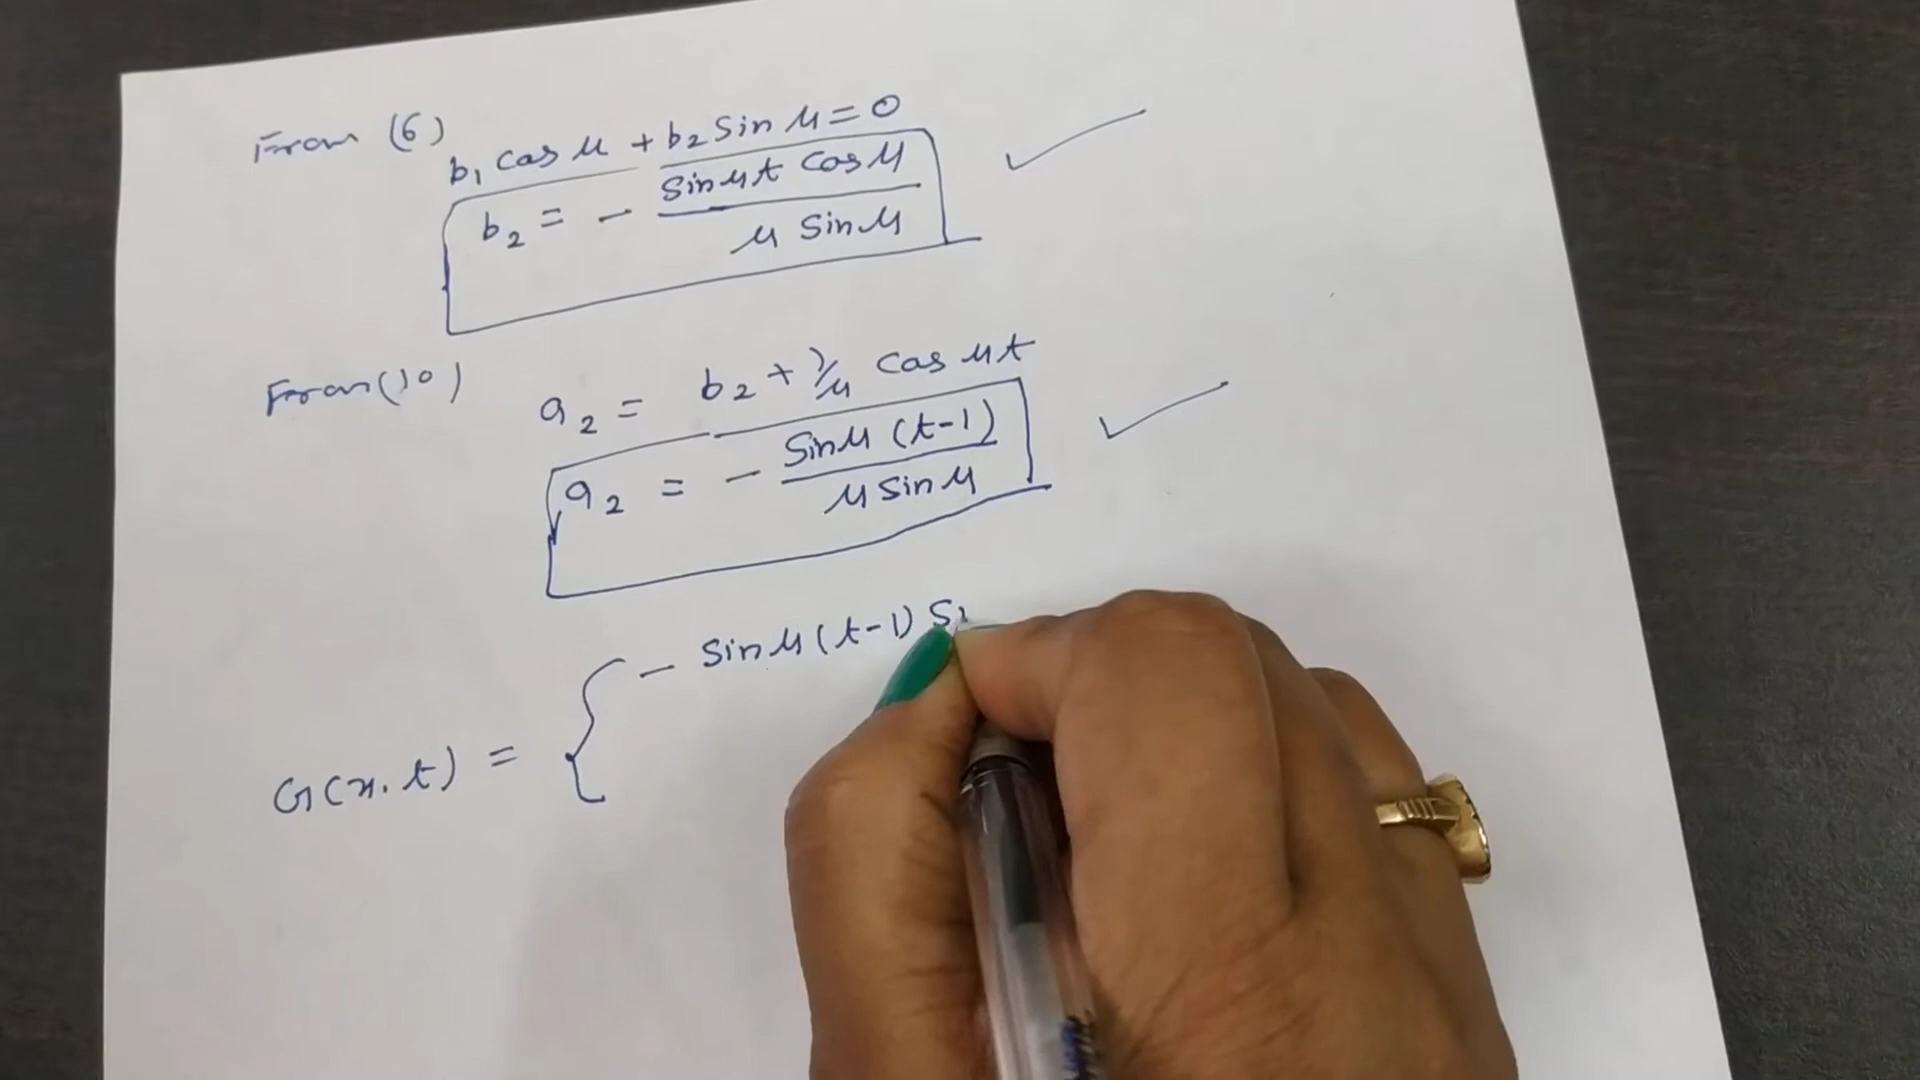 From (6)
b₁ cos μ + b₂ Sin μ = 0
b₂ = - Sin μt Cos μ / μ Sin μ
From (10)
a₂ = b₂ + 1/μ cos μt
a₂ = - Sin μ (t-1) / μ Sin μ
G(x.t) = { - Sin μ (t-1) Si